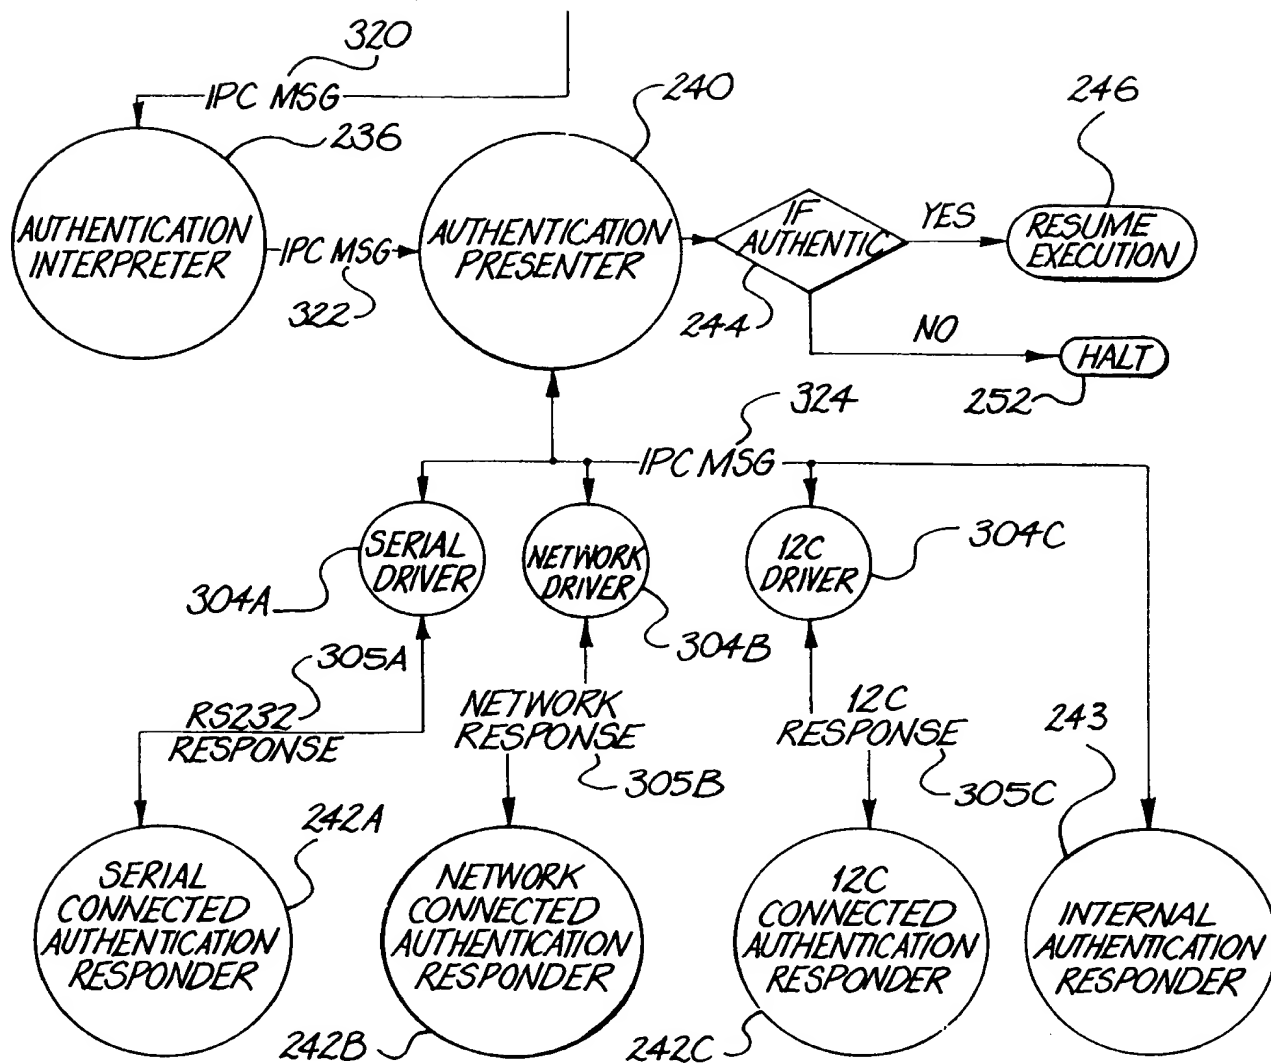 320
IPC MSG
236
240
246
AUTHENTICATION
INTERPRETER
IPC MSG
322
AUTHENTICATION
PRESENTER
IF
AUTHENTIC
244
YES
RESUME
EXECUTION
NO
HALT
252
324
IPC MSG
SERIAL
DRIVER
304A
NETWORK
DRIVER
304B
12C
DRIVER
304C
305A
RS232
RESPONSE
NETWORK
RESPONSE
305B
12C
RESPONSE
305C
243
242A
SERIAL
CONNECTED
AUTHENTICATION
RESPONDER
NETWORK
CONNECTED
AUTHENTICATION
RESPONDER
242B
12C
CONNECTED
AUTHENTICATION
RESPONDER
242C
INTERNAL
AUTHENTICATION
RESPONDER